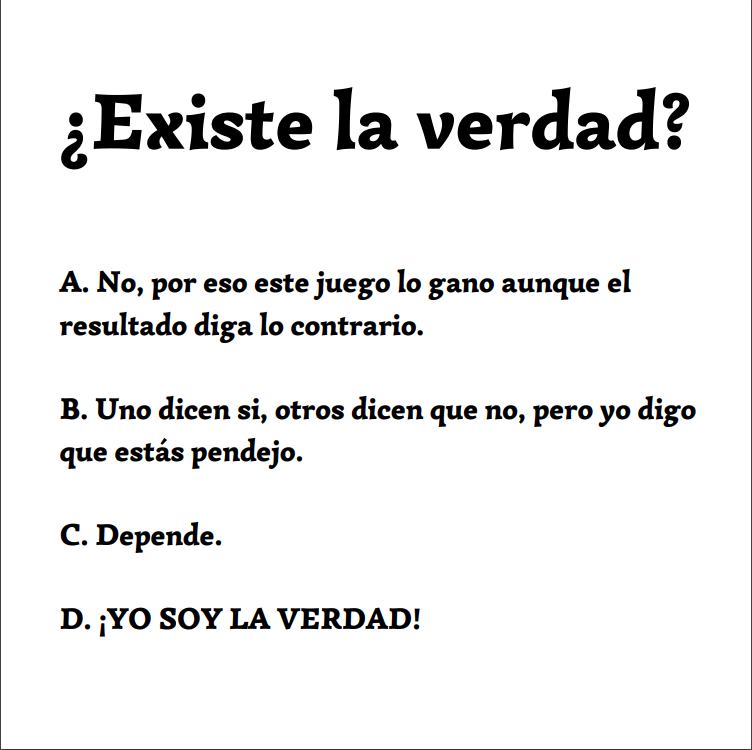 ¿Existe la verdad?
A. No, por eso este juego lo gano aunque el
resultado diga lo contrario.
B. Uno dicen si, otros dicen que no, pero yo digo
que estás pendejo.
C. Depende.
D. ¡YO SOY LA VERDAD!